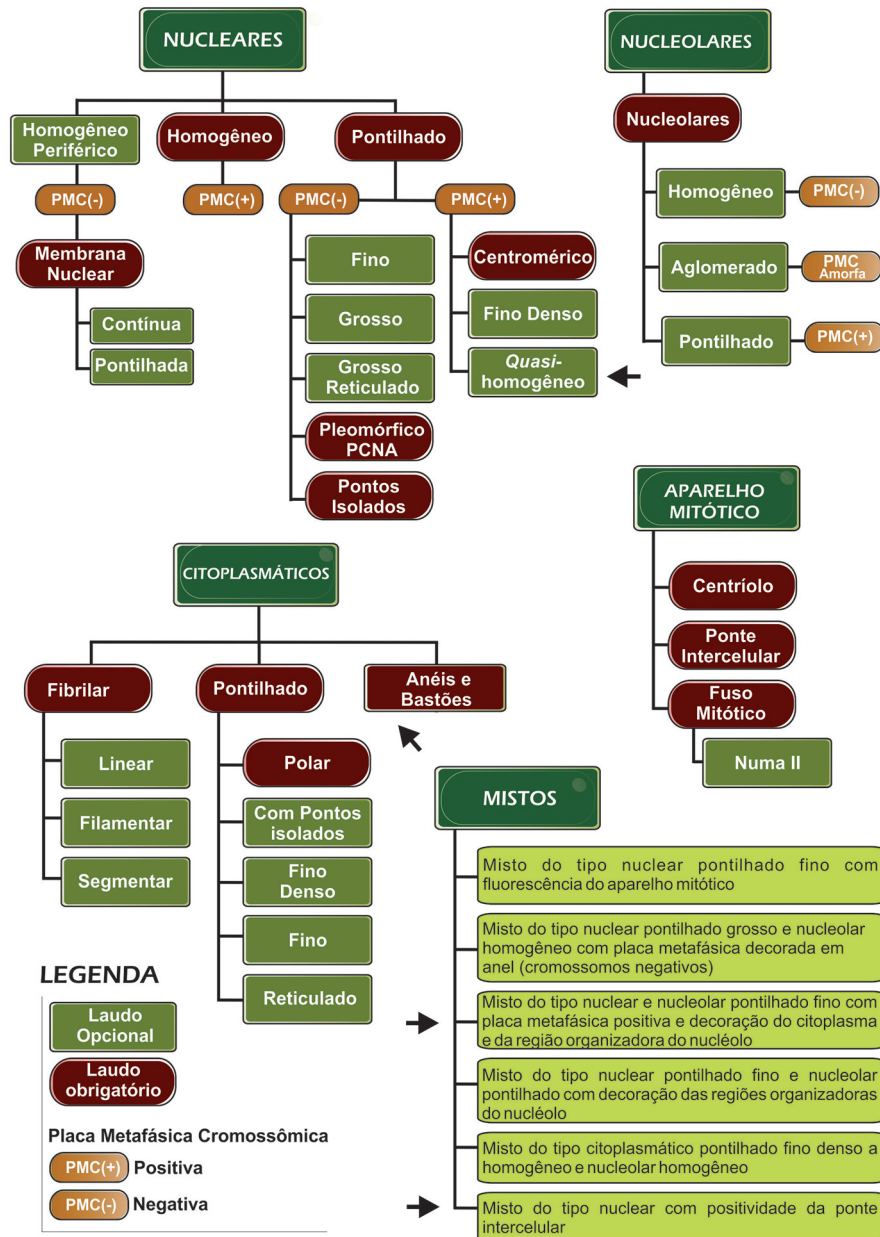 NUCLEARES
Homogêneo
Periférico
Homogêneo
Pontilhado
PMC(-)
PMC(+)
PMC(-)
PMC(+)
Membrana
Nuclear
Contínua
Pontilhada
Fino
Grosso
Grosso
Reticulado
Pleomórfico
PCNA
Pontos
Isolados
Centromérico
Fino Denso
Quasi-
homogêneo
NUCLEOLARES
Nucleolares
Homogêneo
PMC(-)
Aglomerado
PMC
Amorfa
Pontilhado
PMC(+)
APARELHO
MITÓTICO
Centríolo
Ponte
Intercelular
Fuso
Mitótico
Numa II
CITOPLASMÁTICOS
Fibrilar
Linear
Filamentar
Segmentar
Pontilhado
Polar
Com Pontos
isolados
Fino
Denso
Fino
Reticulado
Anéis e
Bastões
MISTOS
Misto do tipo nuclear pontilhado fino com
fluorescência do aparelho mitótico
Misto do tipo nuclear pontilhado grosso e nucleolar
homogêneo com placa metafásica decorada em
anel (cromossomos negativos)
Misto do tipo nuclear e nucleolar pontilhado fino com
placa metafásica positiva e decoração do citoplasma
e da região organizadora do nucléolo
Misto do tipo nuclear pontilhado fino e nucleolar
pontilhado com decoração das regiões organizadoras
do nucléolo
Misto do tipo citoplasmático pontilhado fino denso a
homogêneo e nucleolar homogêneo
Misto do tipo nuclear com positividade da ponte
intercelular
LEGENDA
Laudo
Opcional
Laudo
obrigatório
Placa Metafásica Cromossômica
PMC(+) Positiva
PMC(-) Negativa